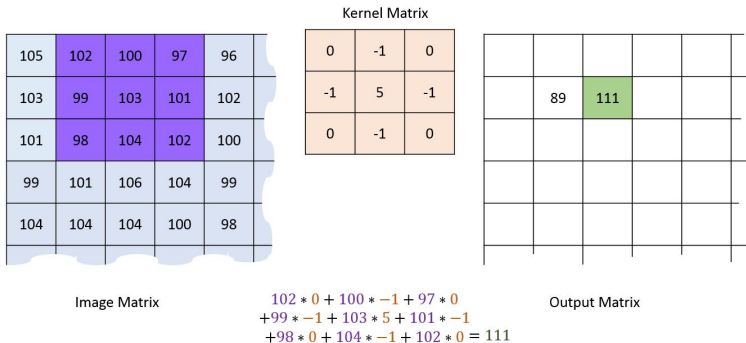 Kernel Matrix
105 102 100 97 96
103 99 103 101 102
101 98 104 102 100
99 101 106 104 99
104 104 104 100 98
0 -1 0
-1 5 -1
0 -1 0
89 111
Image Matrix
Output Matrix
102 * 0 + 100 * −1 + 97 * 0
+99 * −1 + 103 * 5 + 101 * −1
+98 * 0 + 104 * −1 + 102 * 0 = 111